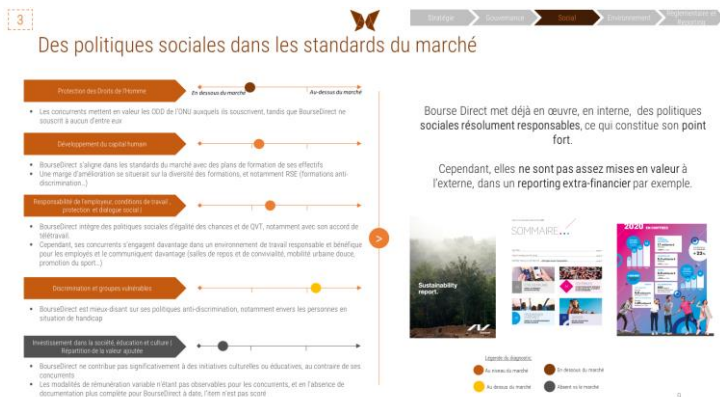 3
Stratégie
Gouvernance
Social
Environnement
Réglementaires et
Reporting
Des politiques sociales dans les standards du marché
Protection des Droits de l'Homme
En dessous du marché
Au-dessus du marché
• Les concurrents mettent en valeur les ODD de l'ONU auxquels ils souscrivent, tandis que BourseDirect ne
souscrit à aucun d'entre eux
Développement du capital humain
• BourseDirect s'aligne dans les standards du marché avec des plans de formation de ses effectifs
• Une marge d'amélioration se situerait sur la diversité des formations, et notamment RSE (formations anti-
discrimination…)
Responsabilité de l'employeur, conditions de travail ,
protection et dialogue social )
• BourseDirect intègre des politiques sociales d'égalité des chances et de QVT, notamment avec son accord de
télétravail.
• Cependant, ses concurrents s'engagent davantage dans un environnement de travail responsable et bénéfique
pour les employés et le communiquent davantage (salles de repos et de convivialité, mobilité urbaine douce,
promotion du sport…)
Discrimination et groupes vulnérables
• BourseDirect est mieux-disant sur ses politiques anti-discrimination, notamment envers les personnes en
situation de handicap
Investissement dans la société, éducation et culture |
Répartition de la valeur ajoutée
• BourseDirect ne contribue pas significativement à des initiatives culturelles ou éducatives, au contraire de ses
concurrents
• Les modalités de rémunération variable n'étant pas observables pour les concurrents, et en l'absence de
documentation plus complète pour BourseDirect à date, l'item n'est pas scoré
>
Bourse Direct met déjà en œuvre, en interne, des politiques
sociales résolument responsables, ce qui constitue son point
fort.
Cependant, elles ne sont pas assez mises en valeur à
l'externe, dans un reporting extra-financier par exemple.
Sustainability
report.
SOMMAIRE...
2020 EN CHIFFRES
Légende du diagnostic:
Au niveau du marché
En dessous du marché
Au dessus du marché
Absent vs le marché
9